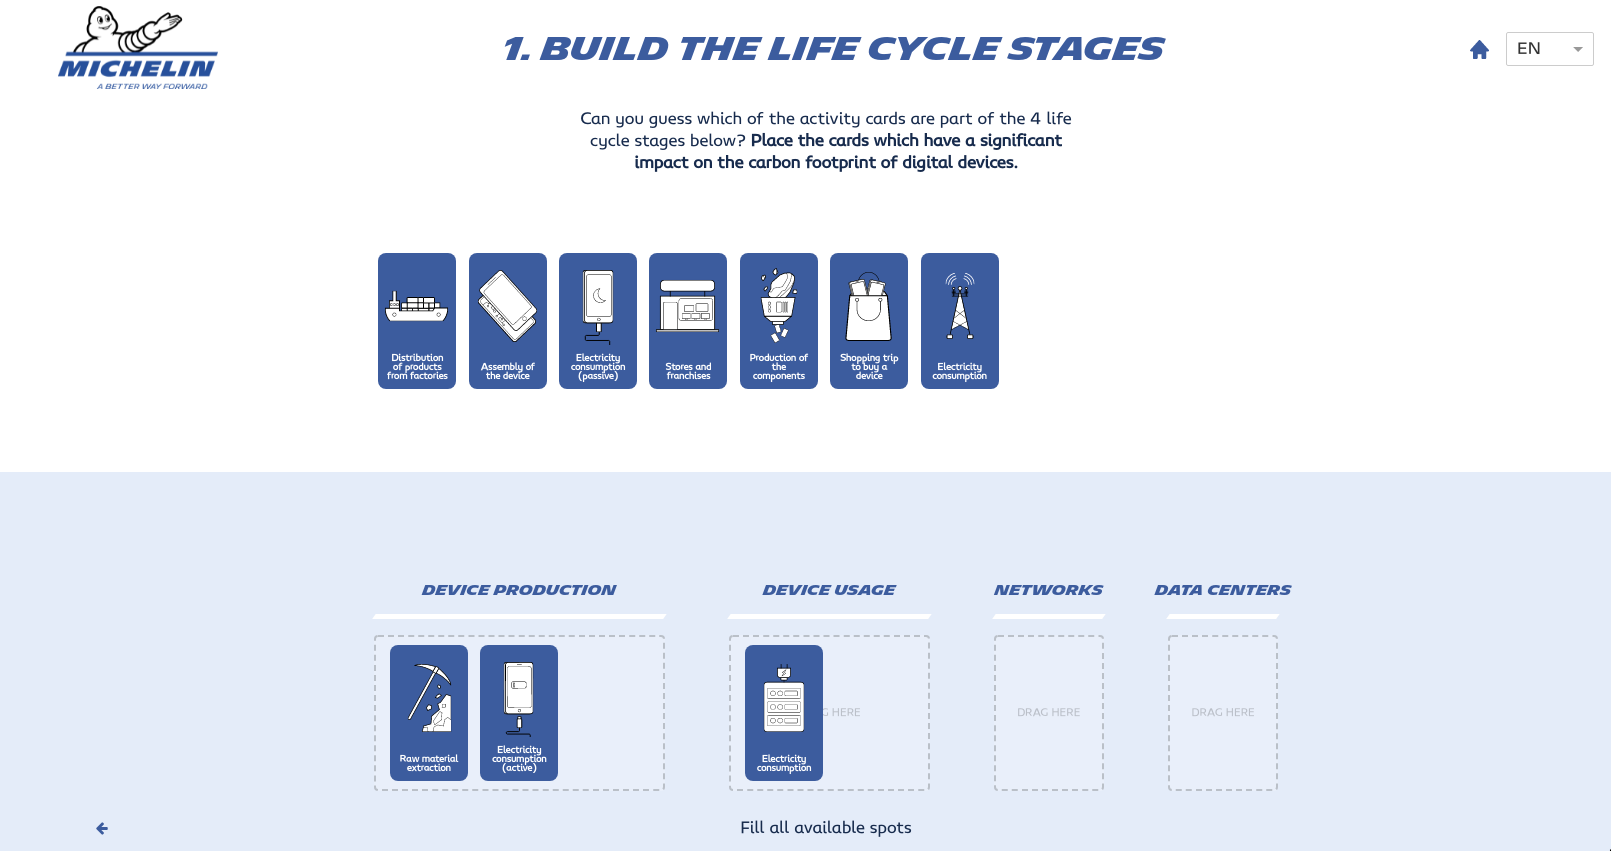 MICHELIN
A BETTER WAY FORWARD
1. BUILD THE LIFE CYCLE STAGES
EN
Can you guess which of the activity cards are part of the 4 life
cycle stages below? Place the cards which have a significant
impact on the carbon footprint of digital devices.
Distribution
of products
from factories
Assembly of
the device
Electricity
consumption
(passive)
Stores and
franchises
Production of
the
components
Shopping trip
to buy a
device
Electricity
consumption
DEVICE PRODUCTION
DEVICE USAGE
NETWORKS
DATA CENTERS
Raw material
extraction
Electricity
consumption
(active)
Electricity
consumption
G HERE
DRAG HERE
DRAG HERE
Fill all available spots